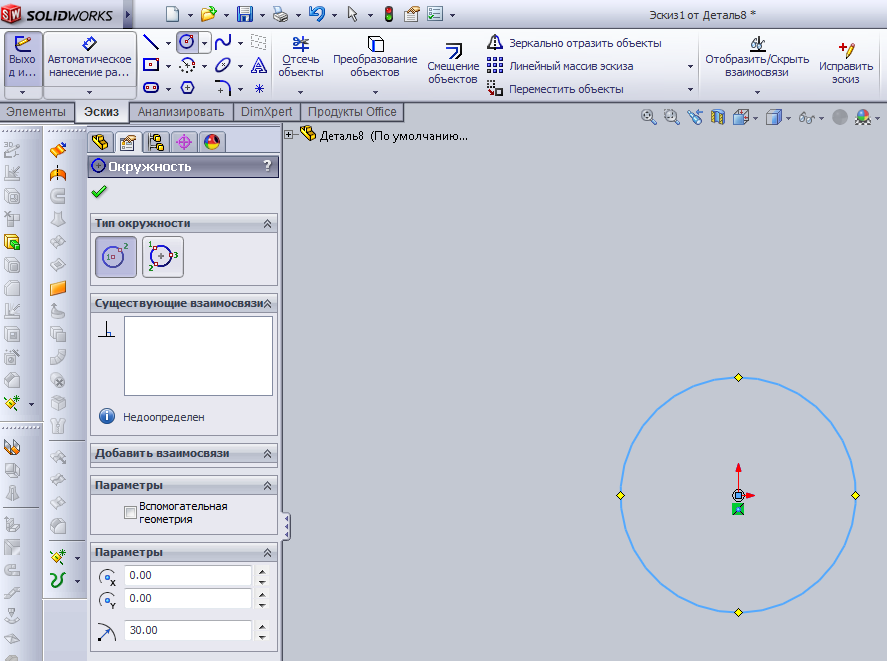 SOLIDWORKS
Эскиз1 от Деталь8 *
Выхо
д и...
Автоматическое
нанесение ра...
Отсечь
объекты
Преобразование
объектов
Смещение
объектов
Зеркально отразить объекты
Линейный массив эскиза
Переместить объекты
Отобразить/Скрыть
взаимосвязи
Исправить
эскиз
Элементы
Эскиз
Анализировать
DimXpert
Продукты Office
Деталь8 (По умолчанию...
Окружность
?
Тип окружности
Существующие взаимосвязи
Недоопределен
Добавить взаимосвязи
Параметры
Вспомогательная
геометрия
Параметры
X
0.00
Y
0.00
30.00